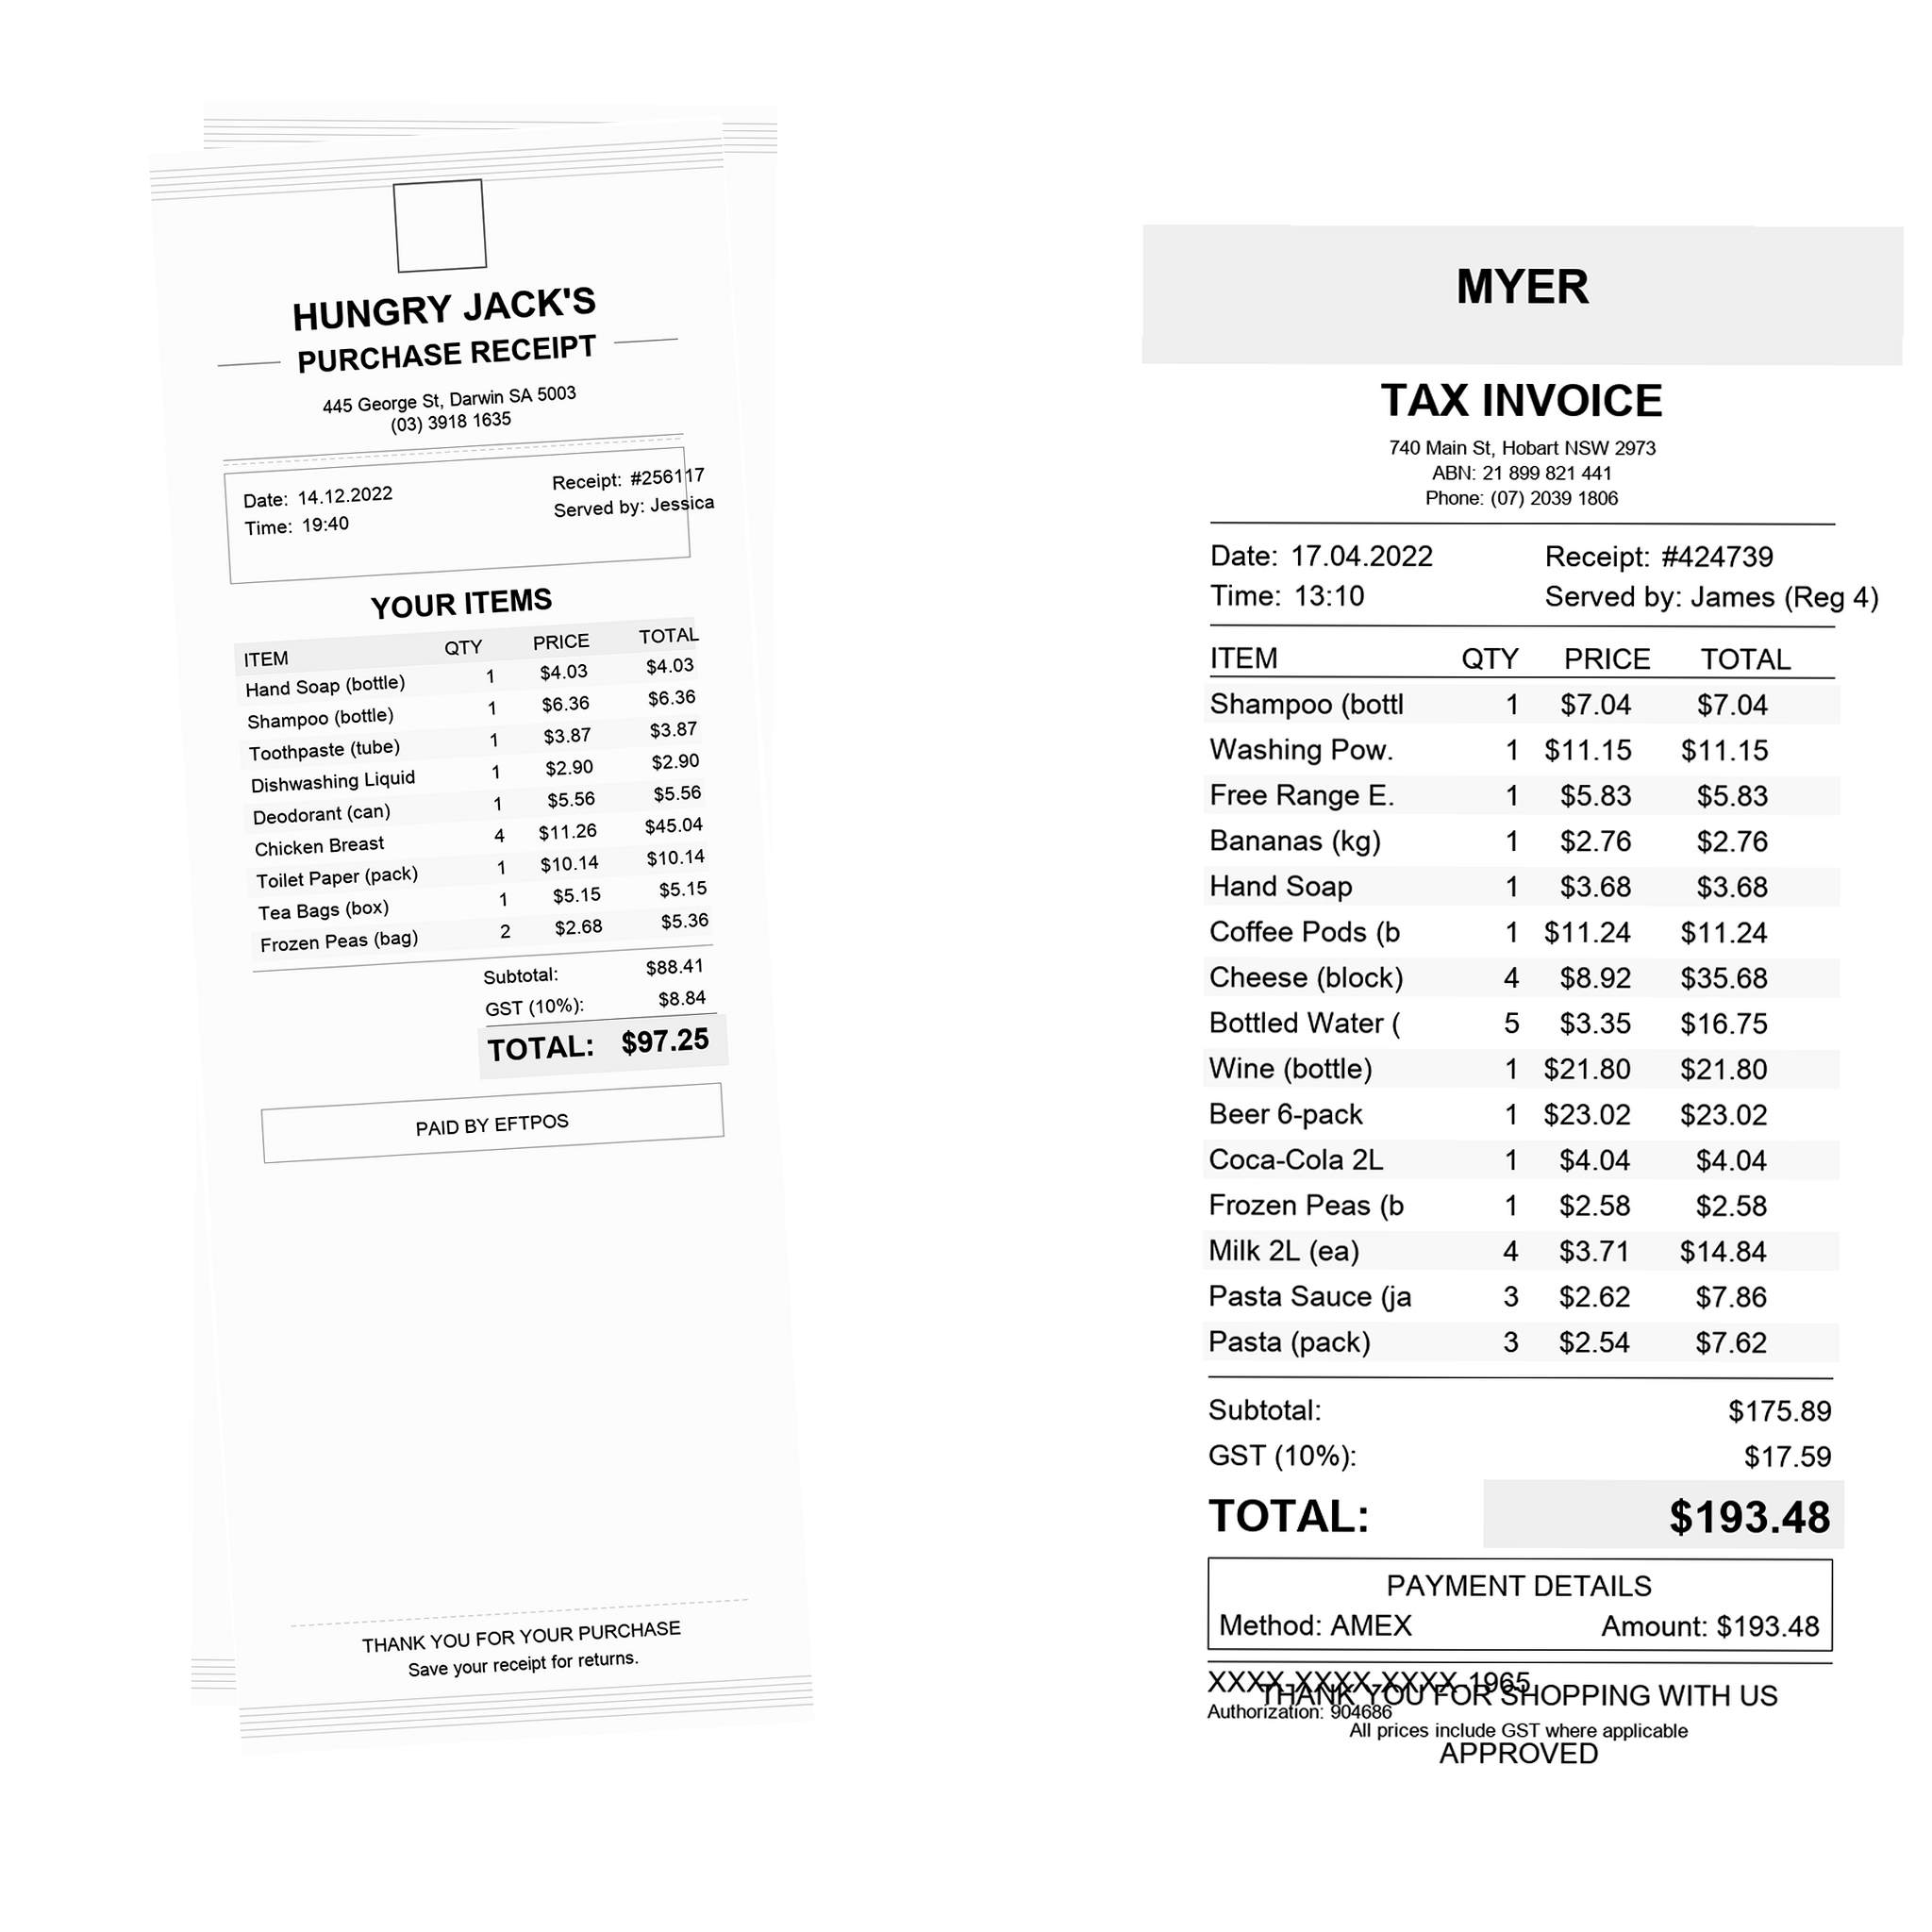 HUNGRY JACK'S
PURCHASE RECEIPT
445 George St, Darwin SA 5003
(03) 3918 1635
Date: 14.12.2022 Receipt: #256117
Time: 19:40 Served by: Jessica
YOUR ITEMS
ITEM QTY PRICE TOTAL
Hand Soap (bottle) 1 $4.03 $4.03
Shampoo (bottle) 1 $6.36 $6.36
Toothpaste (tube) 1 $3.87 $3.87
Dishwashing Liquid 1 $2.90 $2.90
Deodorant (can) 1 $5.56 $5.56
Chicken Breast 4 $11.26 $45.04
Toilet Paper (pack) 1 $10.14 $10.14
Tea Bags (box) 1 $5.15 $5.15
Frozen Peas (bag) 2 $2.68 $5.36
Subtotal: $88.41
GST (10%): $8.84
TOTAL: $97.25
PAID BY EFTPOS
THANK YOU FOR YOUR PURCHASE
Save your receipt for returns.
MYER
TAX INVOICE
740 Main St, Hobart NSW 2973
ABN: 21 899 821 441
Phone: (07) 2039 1806
Date: 17.04.2022 Receipt: #424739
Time: 13:10 Served by: James (Reg 4)
ITEM QTY PRICE TOTAL
Shampoo (bottl 1 $7.04 $7.04
Washing Pow. 1 $11.15 $11.15
Free Range E. 1 $5.83 $5.83
Bananas (kg) 1 $2.76 $2.76
Hand Soap 1 $3.68 $3.68
Coffee Pods (b 1 $11.24 $11.24
Cheese (block) 4 $8.92 $35.68
Bottled Water ( 5 $3.35 $16.75
Wine (bottle) 1 $21.80 $21.80
Beer 6-pack 1 $23.02 $23.02
Coca-Cola 2L 1 $4.04 $4.04
Frozen Peas (b 1 $2.58 $2.58
Milk 2L (ea) 4 $3.71 $14.84
Pasta Sauce (ja 3 $2.62 $7.86
Pasta (pack) 3 $2.54 $7.62
Subtotal: $175.89
GST (10%): $17.59
TOTAL: $193.48
PAYMENT DETAILS
Method: AMEX Amount: $193.48
XXXX-XXXX-XXXX-1965
THANK YOU FOR SHOPPING WITH US
Authorization: 904686
All prices include GST where applicable
APPROVED